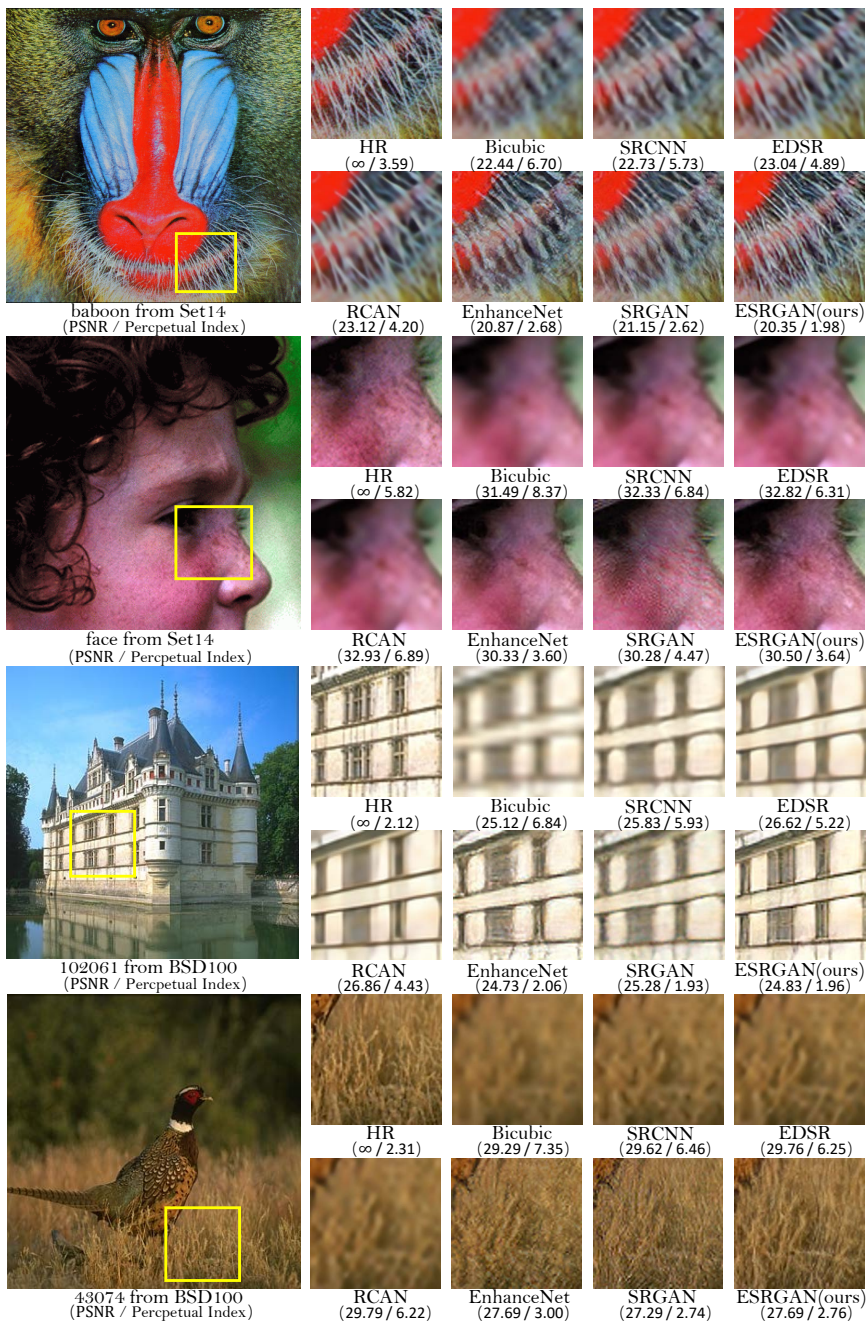 HR Bicubic SRCNN EDSR
(∞ / 3.59) (22.44 / 6.70) (22.73 / 5.73) (23.04 / 4.89)
RCAN EnhanceNet SRGAN ESRGAN(ours)
(23.12 / 4.20) (20.87 / 2.68) (21.15 / 2.62) (20.35 / 1.98)
baboon from Set14
(PSNR / Percpetual Index)
HR Bicubic SRCNN EDSR
(∞ / 5.82) (31.49 / 8.37) (32.33 / 6.84) (32.82 / 6.31)
RCAN EnhanceNet SRGAN ESRGAN(ours)
(32.93 / 6.89) (30.33 / 3.60) (30.28 / 4.47) (30.50 / 3.64)
face from Set14
(PSNR / Percpetual Index)
HR Bicubic SRCNN EDSR
(∞ / 2.12) (25.12 / 6.84) (25.83 / 5.93) (26.62 / 5.22)
RCAN EnhanceNet SRGAN ESRGAN(ours)
(26.86 / 4.43) (24.73 / 2.06) (25.28 / 1.93) (24.83 / 1.96)
102061 from BSD100
(PSNR / Percpetual Index)
HR Bicubic SRCNN EDSR
(∞ / 2.31) (29.29 / 7.35) (29.62 / 6.46) (29.76 / 6.25)
RCAN EnhanceNet SRGAN ESRGAN(ours)
(29.79 / 6.22) (27.69 / 3.00) (27.29 / 2.74) (27.69 / 2.76)
43074 from BSD100
(PSNR / Percpetual Index)